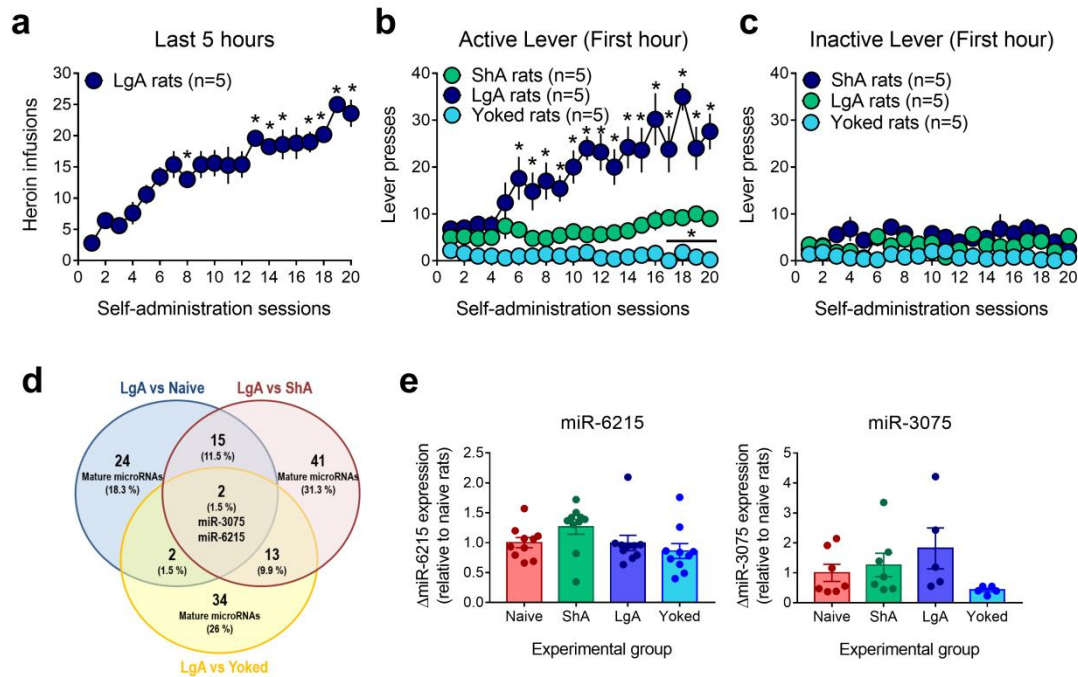 a
Last 5 hours
LgA rats (n=5)
Heroin infusions
30
25
20
15
10
5
0
* * * * * * * *
0 2 4 6 8 10 12 14 16 18 20
Self-administration sessions
b
Active Lever (First hour)
ShA rats (n=5)
LgA rats (n=5)
Yoked rats (n=5)
Lever presses
40
30
20
10
0
* * * * * * * * * * * * * * *
*
0 2 4 6 8 10 12 14 16 18 20
Self-administration sessions
c
Inactive Lever (First hour)
ShA rats (n=5)
LgA rats (n=5)
Yoked rats (n=5)
Lever presses
40
30
20
10
0
0 2 4 6 8 10 12 14 16 18 20
Self-administration sessions
d
LgA vs Naive
LgA vs ShA
24
Mature microRNAs
(18.3 %)
15
(11.5 %)
41
Mature microRNAs
(31.3 %)
2
(1.5 %)
miR-3075
miR-6215
2
(1.5 %)
13
(9.9 %)
34
Mature microRNAs
(26 %)
LgA vs Yoked
e
miR-6215
ΔmiR-6215 expression
(relative to naive rats)
2.5
2.0
1.5
1.0
0.5
0.0
Naive ShA LgA Yoked
Experimental group
miR-3075
ΔmiR-3075 expression
(relative to naive rats)
5
4
3
2
1
0
Naive ShA LgA Yoked
Experimental group